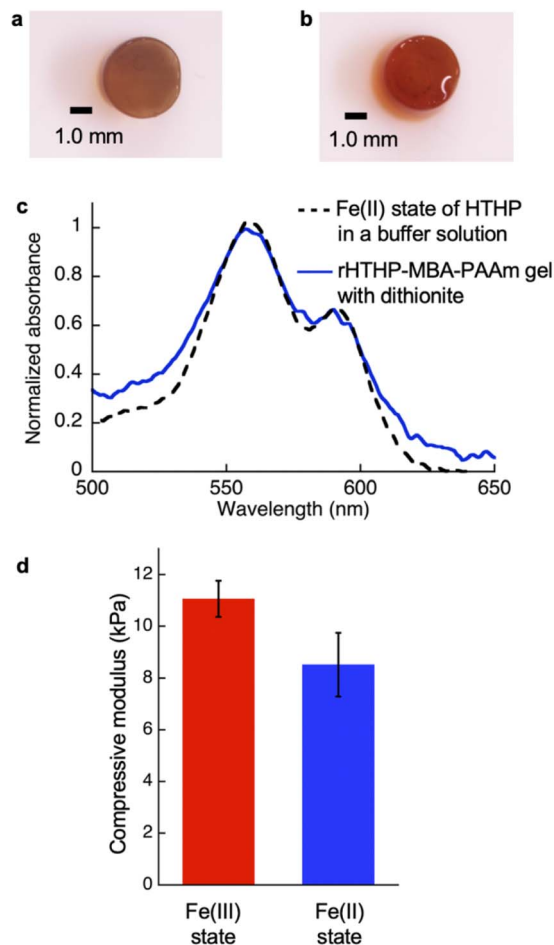 a
b
1.0 mm
1.0 mm
c
Fe(II) state of HTHP
in a buffer solution
rHTHP-MBA-PAAm gel
with dithionite
Normalized absorbance
1
0.8
0.6
0.4
0.2
0
500
550
600
650
Wavelength (nm)
d
Compressive modulus (kPa)
12
10
8
6
4
2
0
Fe(III)
state
Fe(II)
state